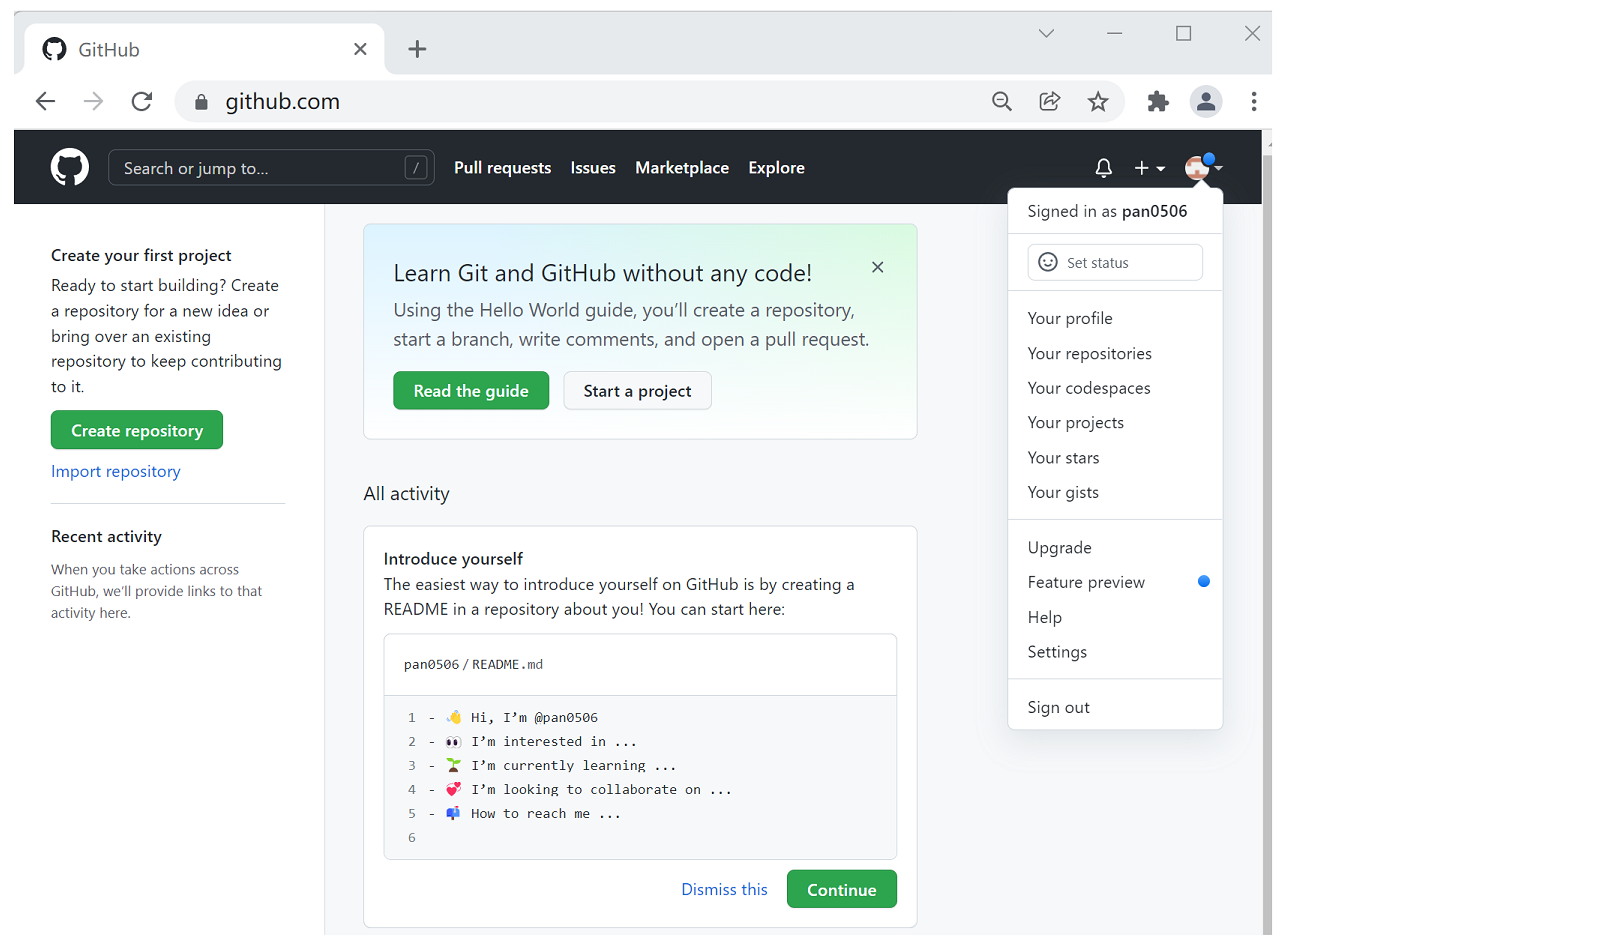 GitHub
github.com
Search or jump to... /
Pull requests Issues Marketplace Explore
Signed in as pan0506
Set status
Your profile
Your repositories
Your codespaces
Your projects
Your stars
Your gists
Upgrade
Feature preview
Help
Settings
Sign out
Create your first project
Ready to start building? Create
a repository for a new idea or
bring over an existing
repository to keep contributing
to it.
Create repository
Import repository
Recent activity
When you take actions across
GitHub, we’ll provide links to that
activity here.
Learn Git and GitHub without any code!
Using the Hello World guide, you’ll create a repository,
start a branch, write comments, and open a pull request.
Read the guide Start a project
All activity
Introduce yourself
The easiest way to introduce yourself on GitHub is by creating a
README in a repository about you! You can start here:
pan0506 / README.md
1 - 👋 Hi, I’m @pan0506
2 - 👀 I’m interested in ...
3 - 🌱 I’m currently learning ...
4 - 💞️ I’m looking to collaborate on ...
5 - 📫 How to reach me ...
6
Dismiss this Continue